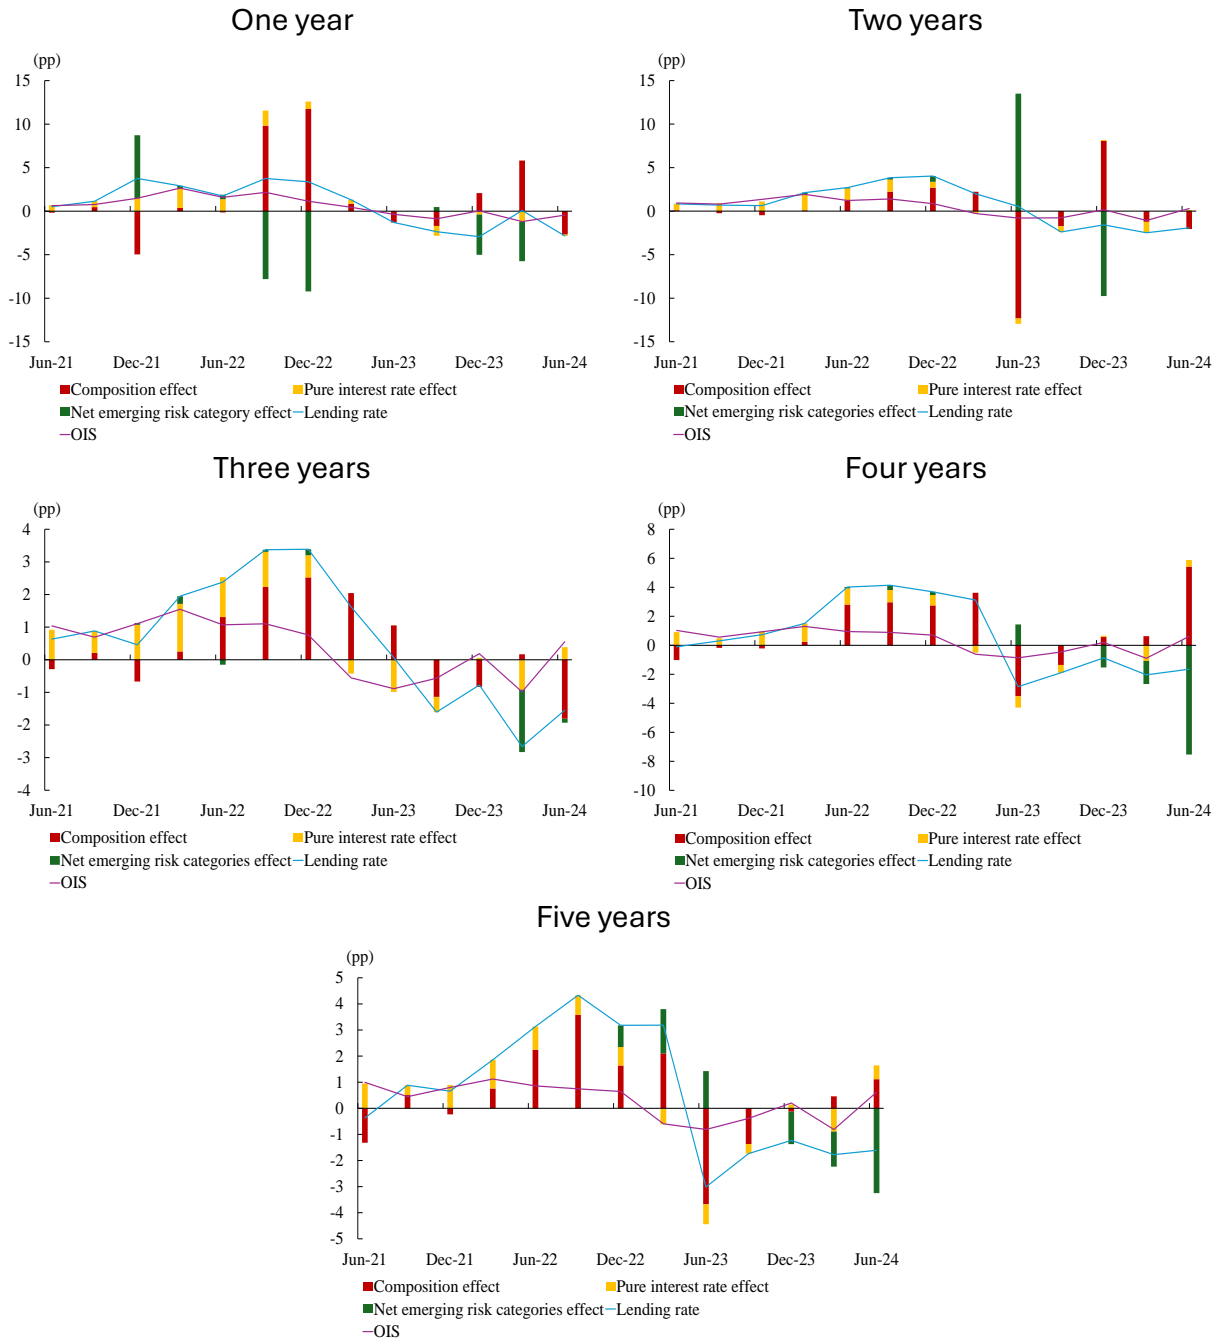 One year
(pp)
15
10
5
0
-5
-10
-15
Jun-21 Dec-21 Jun-22 Dec-22 Jun-23 Dec-23 Jun-24
Composition effect Pure interest rate effect
Net emerging risk category effect Lending rate
OIS
Two years
(pp)
15
10
5
0
-5
-10
-15
Jun-21 Dec-21 Jun-22 Dec-22 Jun-23 Dec-23 Jun-24
Composition effect Pure interest rate effect
Net emerging risk categories effect Lending rate
OIS
Three years
(pp)
4
3
2
1
0
-1
-2
-3
-4
Jun-21 Dec-21 Jun-22 Dec-22 Jun-23 Dec-23 Jun-24
Composition effect Pure interest rate effect
Net emerging risk categories effect Lending rate
OIS
Four years
(pp)
8
6
4
2
0
-2
-4
-6
-8
-10
Jun-21 Dec-21 Jun-22 Dec-22 Jun-23 Dec-23 Jun-24
Composition effect Pure interest rate effect
Net emerging risk categories effect Lending rate
OIS
Five years
(pp)
5
4
3
2
1
0
-1
-2
-3
-4
-5
Jun-21 Dec-21 Jun-22 Dec-22 Jun-23 Dec-23 Jun-24
Composition effect Pure interest rate effect
Net emerging risk categories effect Lending rate
OIS